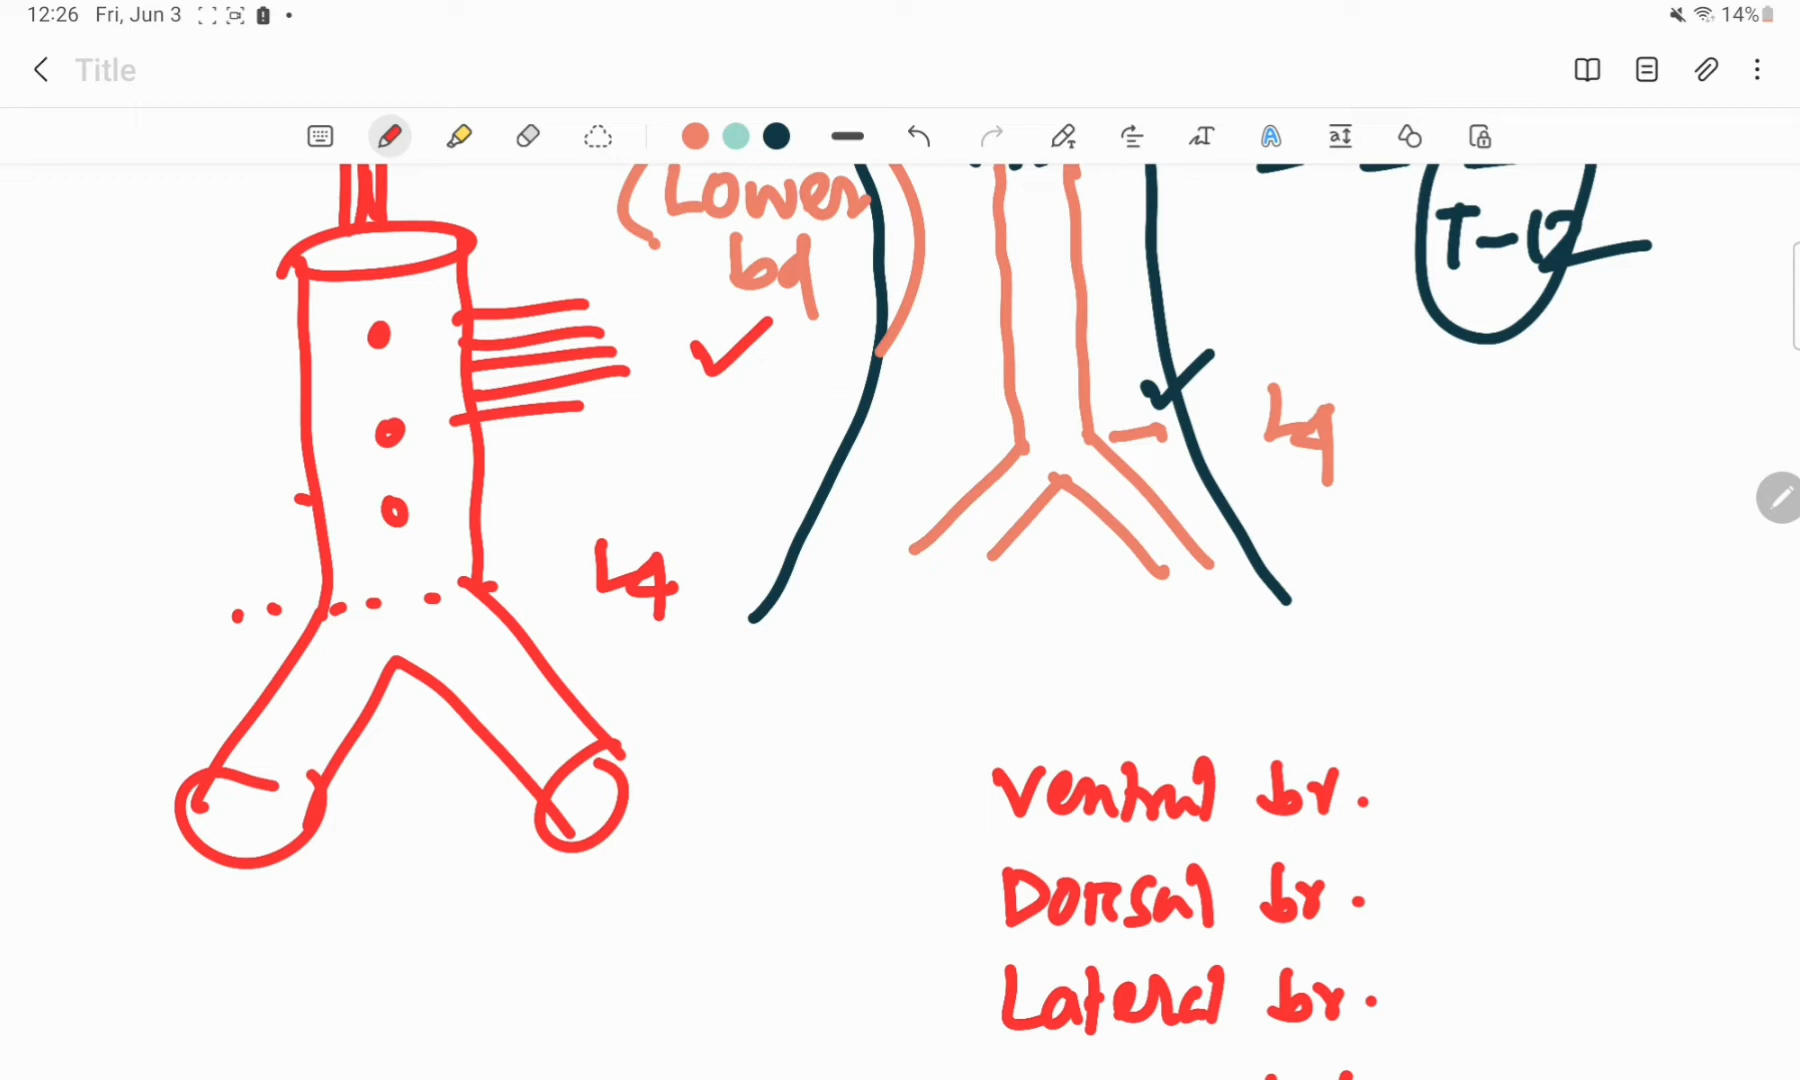 12:26 Fri, Jun 3
14%
Title
(Lower
bd
T-12
L4
L4
Ventral br.
Dorsal br.
Lateral br.